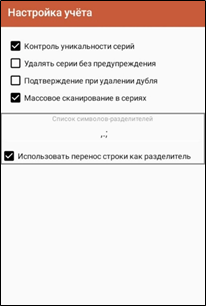 Настройка учёта
Контроль уникальности серий
Удалять серии без предупреждения
Подтверждение при удалении дубля
Массовое сканирование в сериях
Список символов-разделителей
,.;
Использовать перенос строки как разделитель